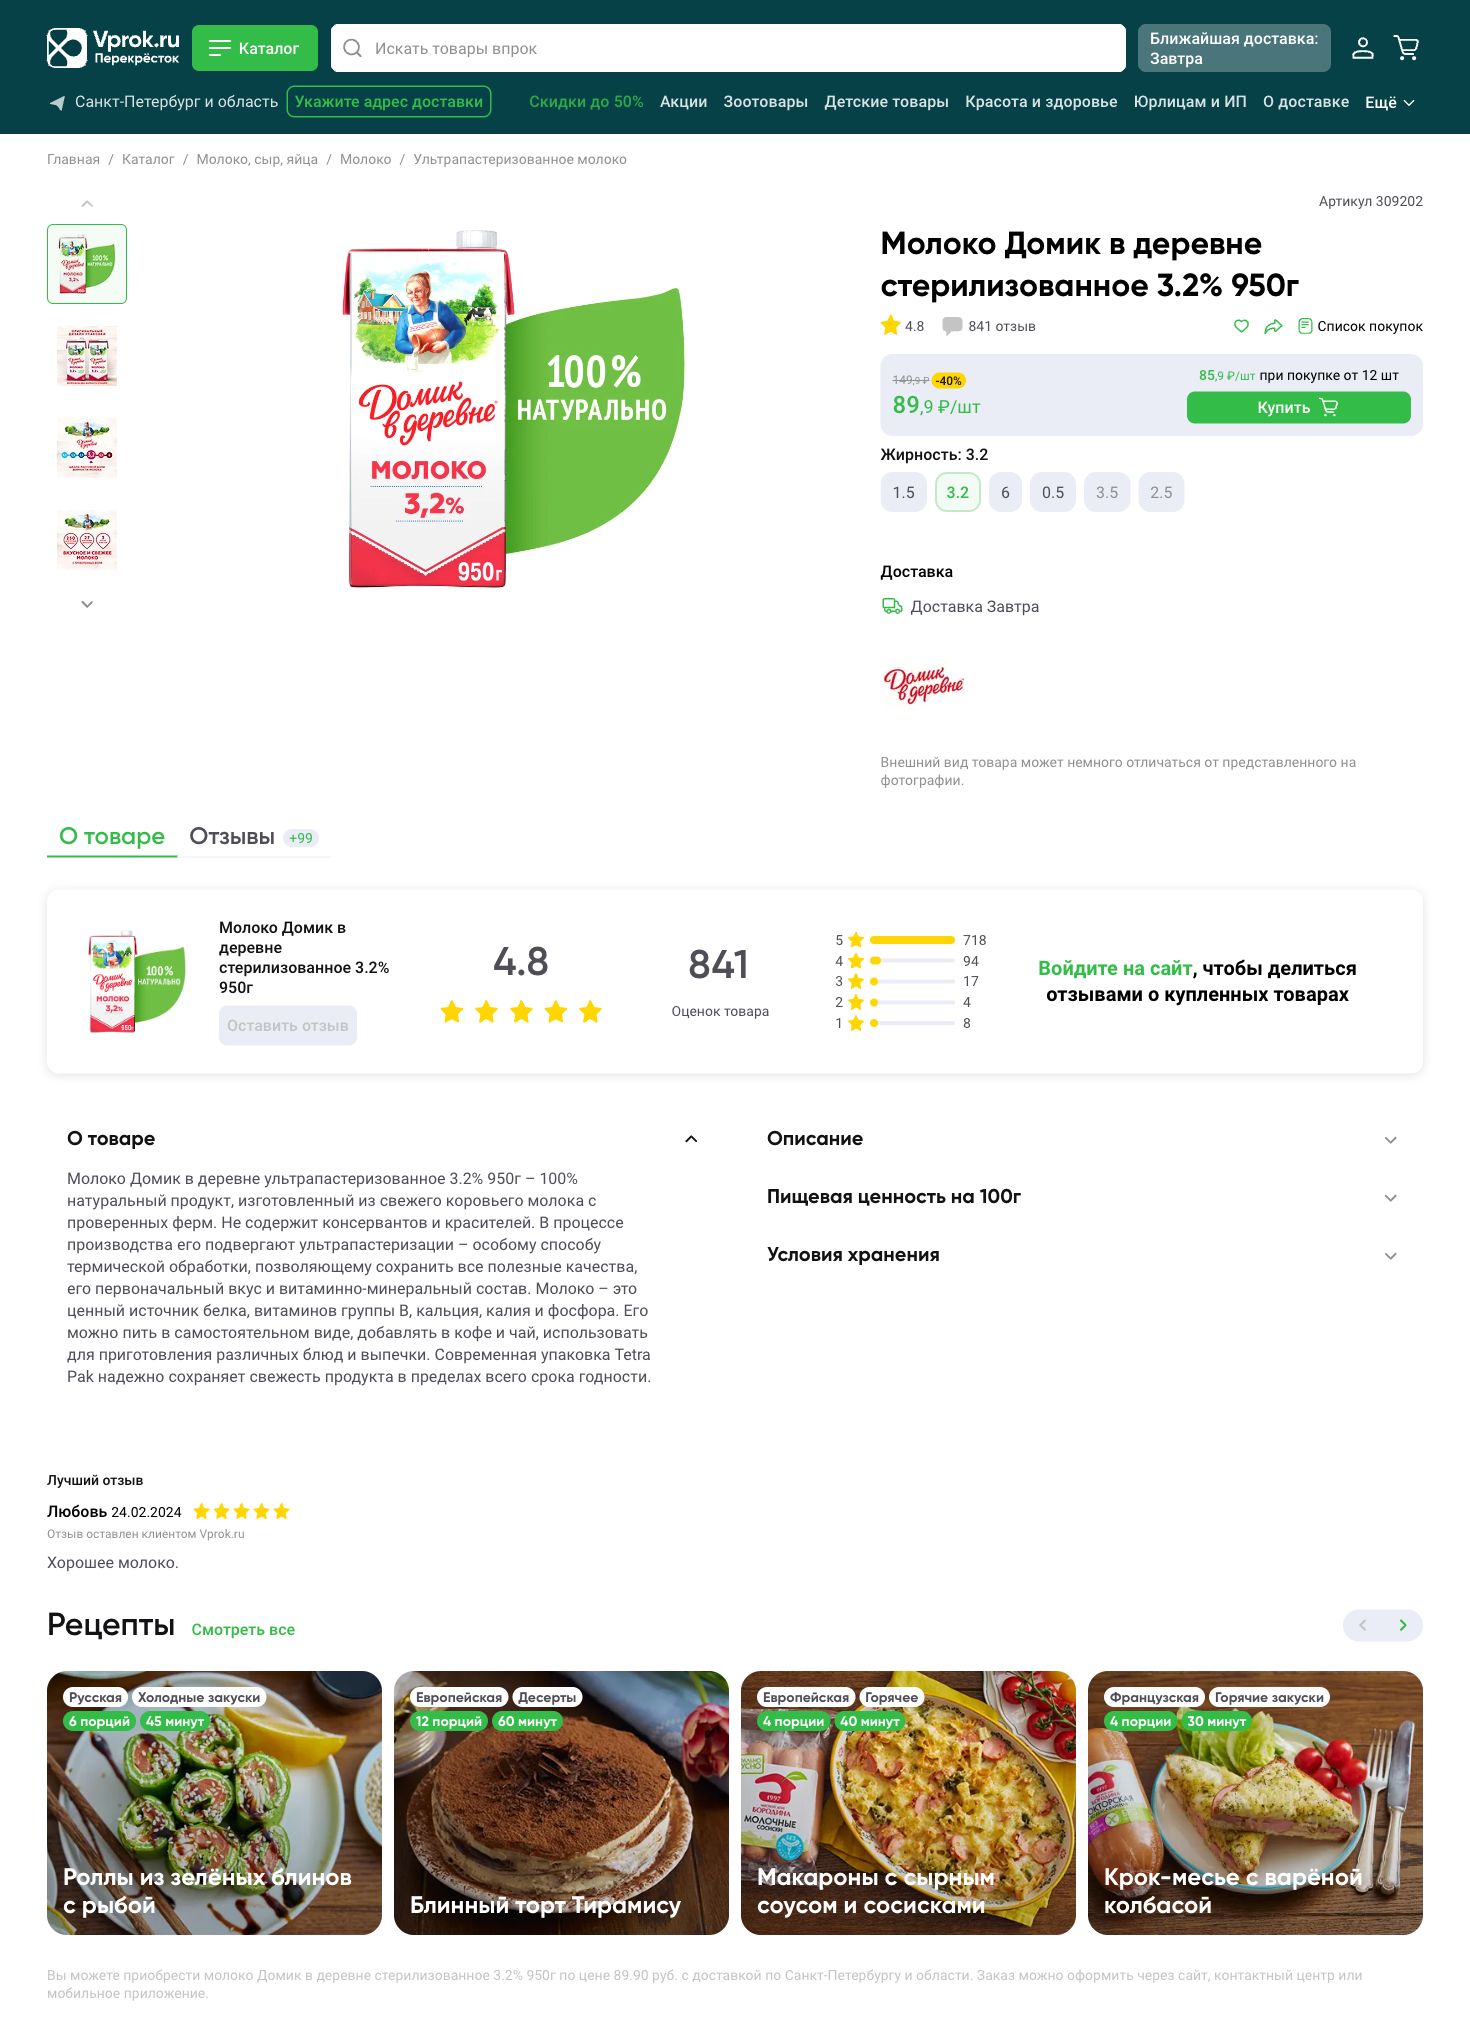 Vprok.ru
Перекрёсток
Каталог
Искать товары впрок
Ближайшая доставка:
Завтра
Санкт-Петербург и область
Укажите адрес доставки
Скидки до 50%
Акции
Зоотовары
Детские товары
Красота и здоровье
Юрлицам и ИП
О доставке
Ещё
Главная / Каталог / Молоко, сыр, яйца / Молоко / Ультрапастеризованное молоко
Артикул 309202
Домик
в деревне
МОЛОКО
3,2%
950г
100%
НАТУРАЛЬНО
Молоко Домик в деревне
стерилизованное 3.2% 950г
4.8
841 отзыв
Список покупок
149,9 ₽ -40%
89,9 ₽/шт
85,9 ₽/шт при покупке от 12 шт
Купить
Жирность: 3.2
1.5 3.2 6 0.5 3.5 2.5
Доставка
Доставка Завтра
Домик
в деревне
Внешний вид товара может немного отличаться от представленного на
фотографии.
О товаре
Отзывы +99
Молоко Домик в
деревне
стерилизованное 3.2%
950г
Оставить отзыв
4.8
841
Оценок товара
5 718
4 94
3 17
2 4
1 8
Войдите на сайт, чтобы делиться
отзывами о купленных товарах
О товаре
Молоко Домик в деревне ультрапастеризованное 3.2% 950г – 100%
натуральный продукт, изготовленный из свежего коровьего молока с
проверенных ферм. Не содержит консервантов и красителей. В процессе
производства его подвергают ультрапастеризации – особому способу
термической обработки, позволяющему сохранить все полезные качества,
его первоначальный вкус и витаминно-минеральный состав. Молоко – это
ценный источник белка, витаминов группы В, кальция, калия и фосфора. Его
можно пить в самостоятельном виде, добавлять в кофе и чай, использовать
для приготовления различных блюд и выпечки. Современная упаковка Tetra
Pak надежно сохраняет свежесть продукта в пределах всего срока годности.
Описание
Пищевая ценность на 100г
Условия хранения
Лучший отзыв
Любовь 24.02.2024
Отзыв оставлен клиентом Vprok.ru
Хорошее молоко.
Рецепты
Смотреть все
Русская Холодные закуски
6 порций 45 минут
Роллы из зелёных блинов
с рыбой
Европейская Десерты
12 порций 60 минут
Блинный торт Тирамису
Европейская Горячее
4 порции 40 минут
1997
БОРОДИНА
МОЛОЧНЫЕ
СОСИСКИ
Макароны с сырным
соусом и сосисками
Французская Горячие закуски
4 порции 30 минут
1997
Крок-месье с варёной
колбасой
Вы можете приобрести молоко Домик в деревне стерилизованное 3.2% 950г по цене 89.90 руб. с доставкой по Санкт-Петербургу и области. Заказ можно оформить через сайт, контактный центр или
мобильное приложение.